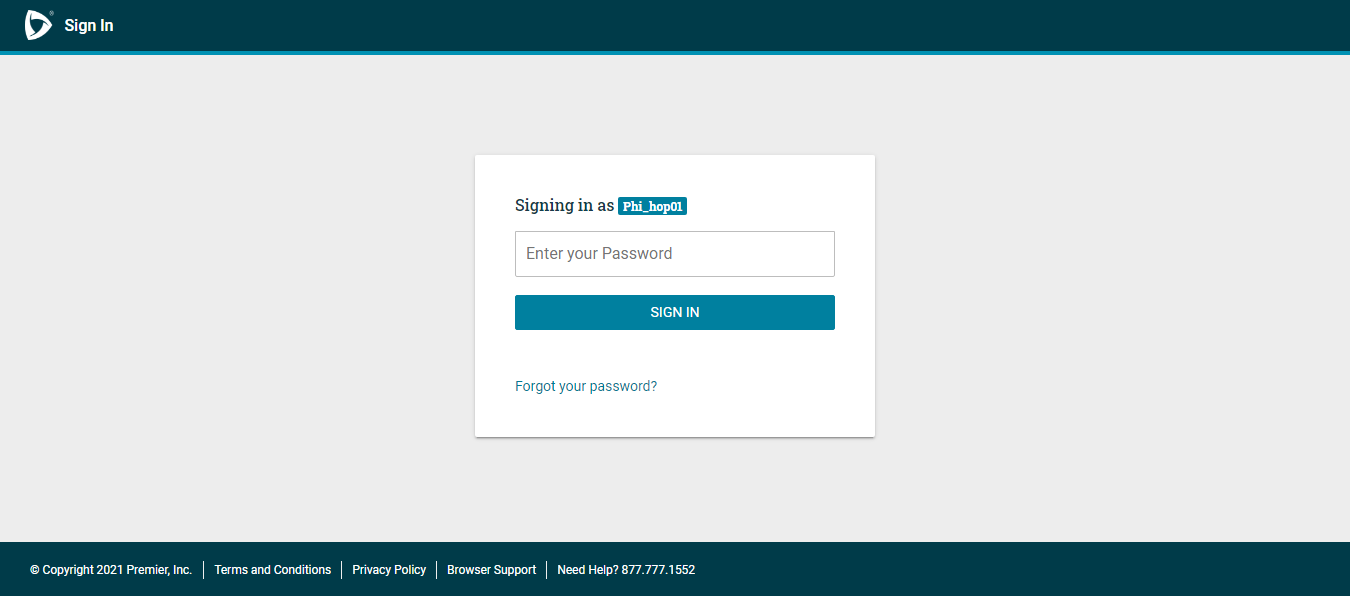 Sign In
Signing in as Phi_hop01
Enter your Password
SIGN IN
Forgot your password?
© Copyright 2021 Premier, Inc. Terms and Conditions Privacy Policy Browser Support Need Help? 877.777.1552